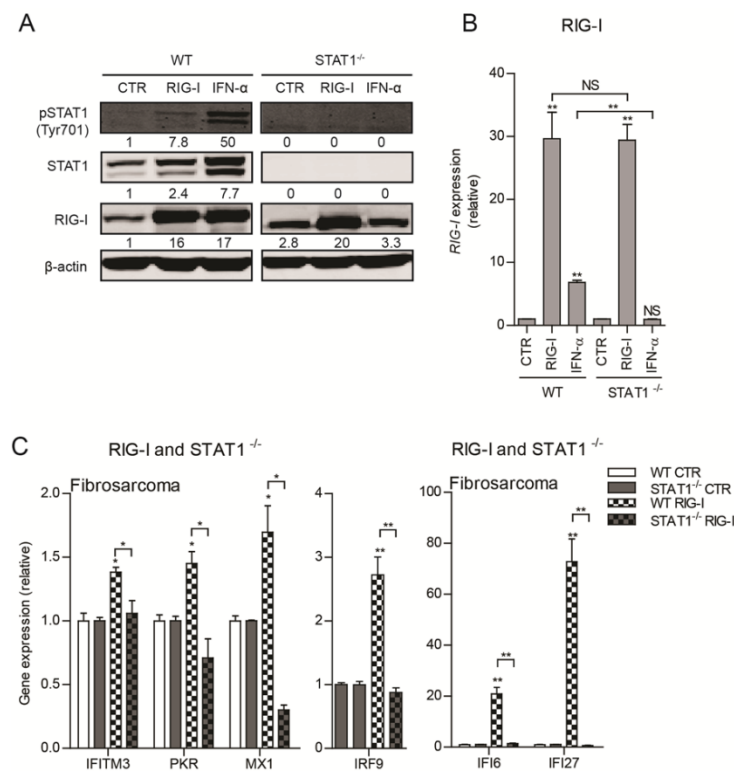 A
WT
STAT1-/-
CTR RIG-I IFN-α CTR RIG-I IFN-α
pSTAT1
(Tyr701)
1 7.8 50 0 0 0
STAT1
1 2.4 7.7 0 0 0
RIG-I
1 16 17 2.8 20 3.3
β-actin
B
RIG-I
40
30
20
10
0
RIG-I expression
(relative)
NS
**
**
**
**
NS
CTR RIG-I IFN-α CTR RIG-I IFN-α
WT STAT1 -/-
C
RIG-I and STAT1 -/-
Fibrosarcoma
Gene expression (relative)
2.0
1.5
1.0
0.5
0.0
*
*
*
*
*
*
IFITM3 PKR MX1
4
3
2
1
0
**
**
IRF9
RIG-I and STAT1 -/-
Fibrosarcoma
100
80
60
40
20
0
**
**
**
**
IFI6 IFI27
WT CTR
STAT1-/- CTR
WT RIG-I
STAT1-/- RIG-I